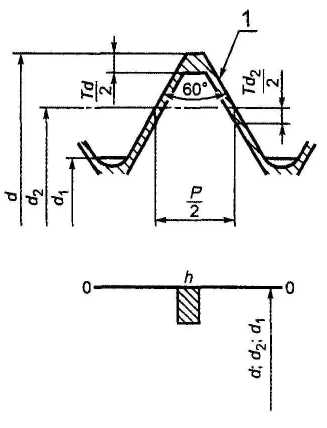 1
Td/2
Td₂/2
60°
d
d₂
d₁
P/2
h
0
0
d; d₂; d₁